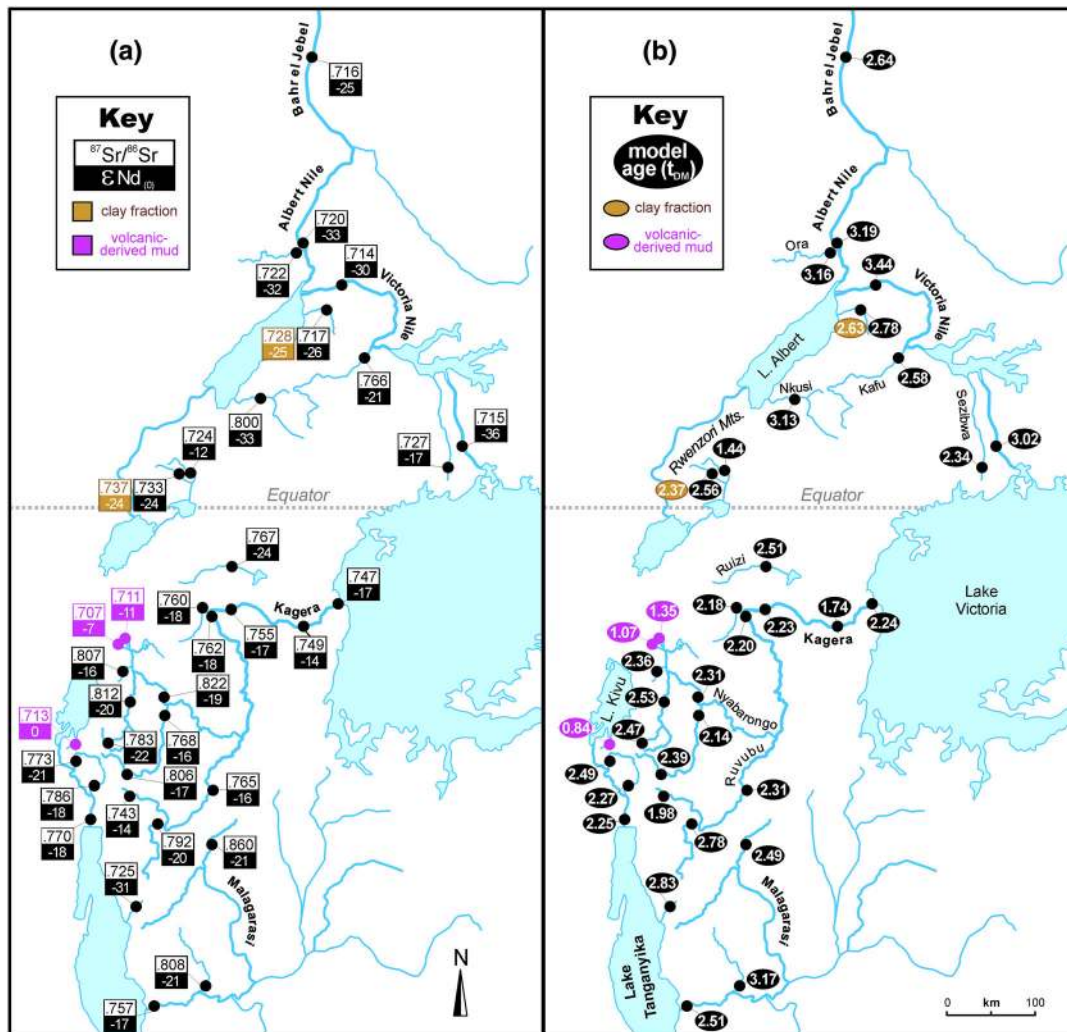 (a)
Key
87Sr/86Sr
εNd(0)
clay fraction
volcanic-
derived mud
Bahr el Jebel
.716
-25
Albert Nile
.720
-33
.722
-32
.714
-30
Victoria Nile
.728
-25
.717
-26
.766
-21
.800
-33
.715
-36
.727
-17
.724
-12
.737
-24
.733
-24
Equator
.767
-24
.747
-17
.711
-11
.707
-7
.760
-18
Kagera
.755
-17
.749
-14
.762
-18
.807
-16
.822
-19
.812
-20
.713
0
.783
-22
.768
-16
.773
-21
.806
-17
.765
-16
.786
-18
.743
-14
.770
-18
.792
-20
.860
-21
.725
-31
Malagarasi
.808
-21
.757
-17
N
(b)
Key
model
age (tDM)
clay fraction
volcanic-
derived mud
Bahr el Jebel
2.64
Albert Nile
3.19
Ora
3.16
3.44
Victoria Nile
2.63
2.78
L. Albert
2.58
Kafu
Nkusi
3.13
Sezibwa
3.02
2.34
Rwenzori Mts.
1.44
2.37
2.56
Equator
2.51
Ruizi
Lake
Victoria
2.18
1.74
2.24
2.23
Kagera
2.20
1.35
1.07
2.36
2.31
L. Kivu
2.53
Nyabarongo
0.84
2.47
2.14
2.39
Ruvubu
2.49
2.31
2.27
1.98
2.25
2.78
2.49
2.83
Malagarasi
Lake
Tanganyika
3.17
2.51
0 km 100